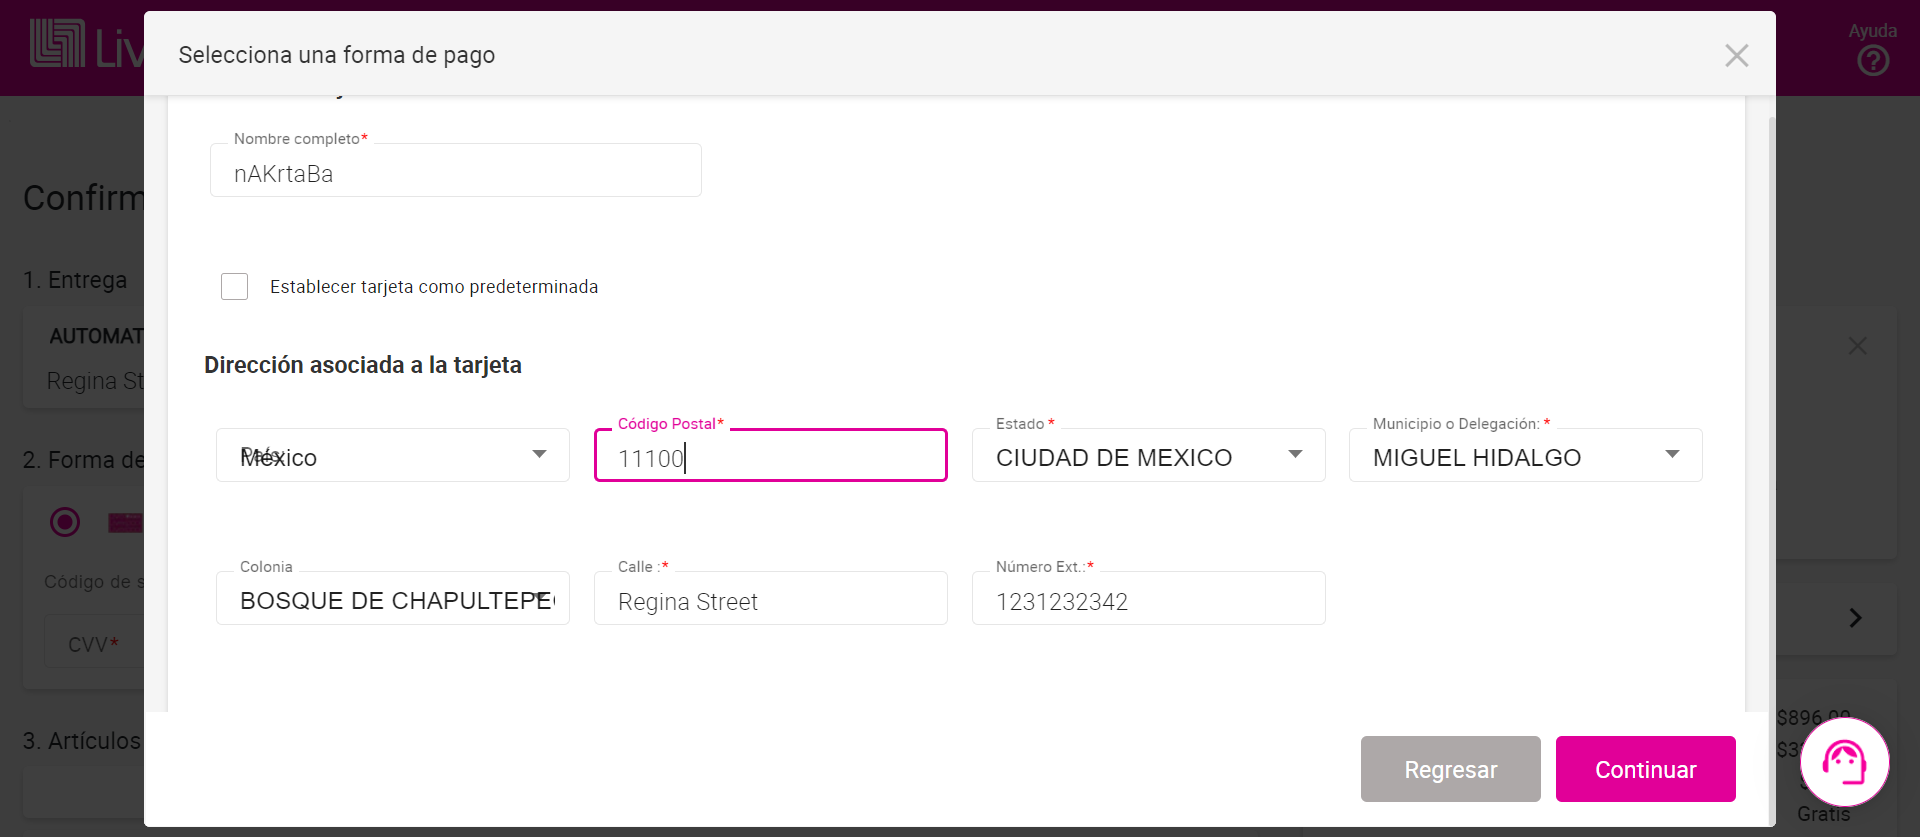 Liv
Selecciona una forma de pago
Ayuda
Confirm
Nombre completo*
nAKrtaBa
1. Entrega
Establecer tarjeta como predeterminada
AUTOMAT
Regina St
Dirección asociada a la tarjeta
2. Forma de
País
México
Código Postal*
11100
Estado *
CIUDAD DE MEXICO
Municipio o Delegación: *
MIGUEL HIDALGO
Código de s
CVV*
Colonia
BOSQUE DE CHAPULTEPEC
Calle :*
Regina Street
Número Ext.:*
1231232342
3. Artículos
$896.00
Regresar
Continuar
Gratis